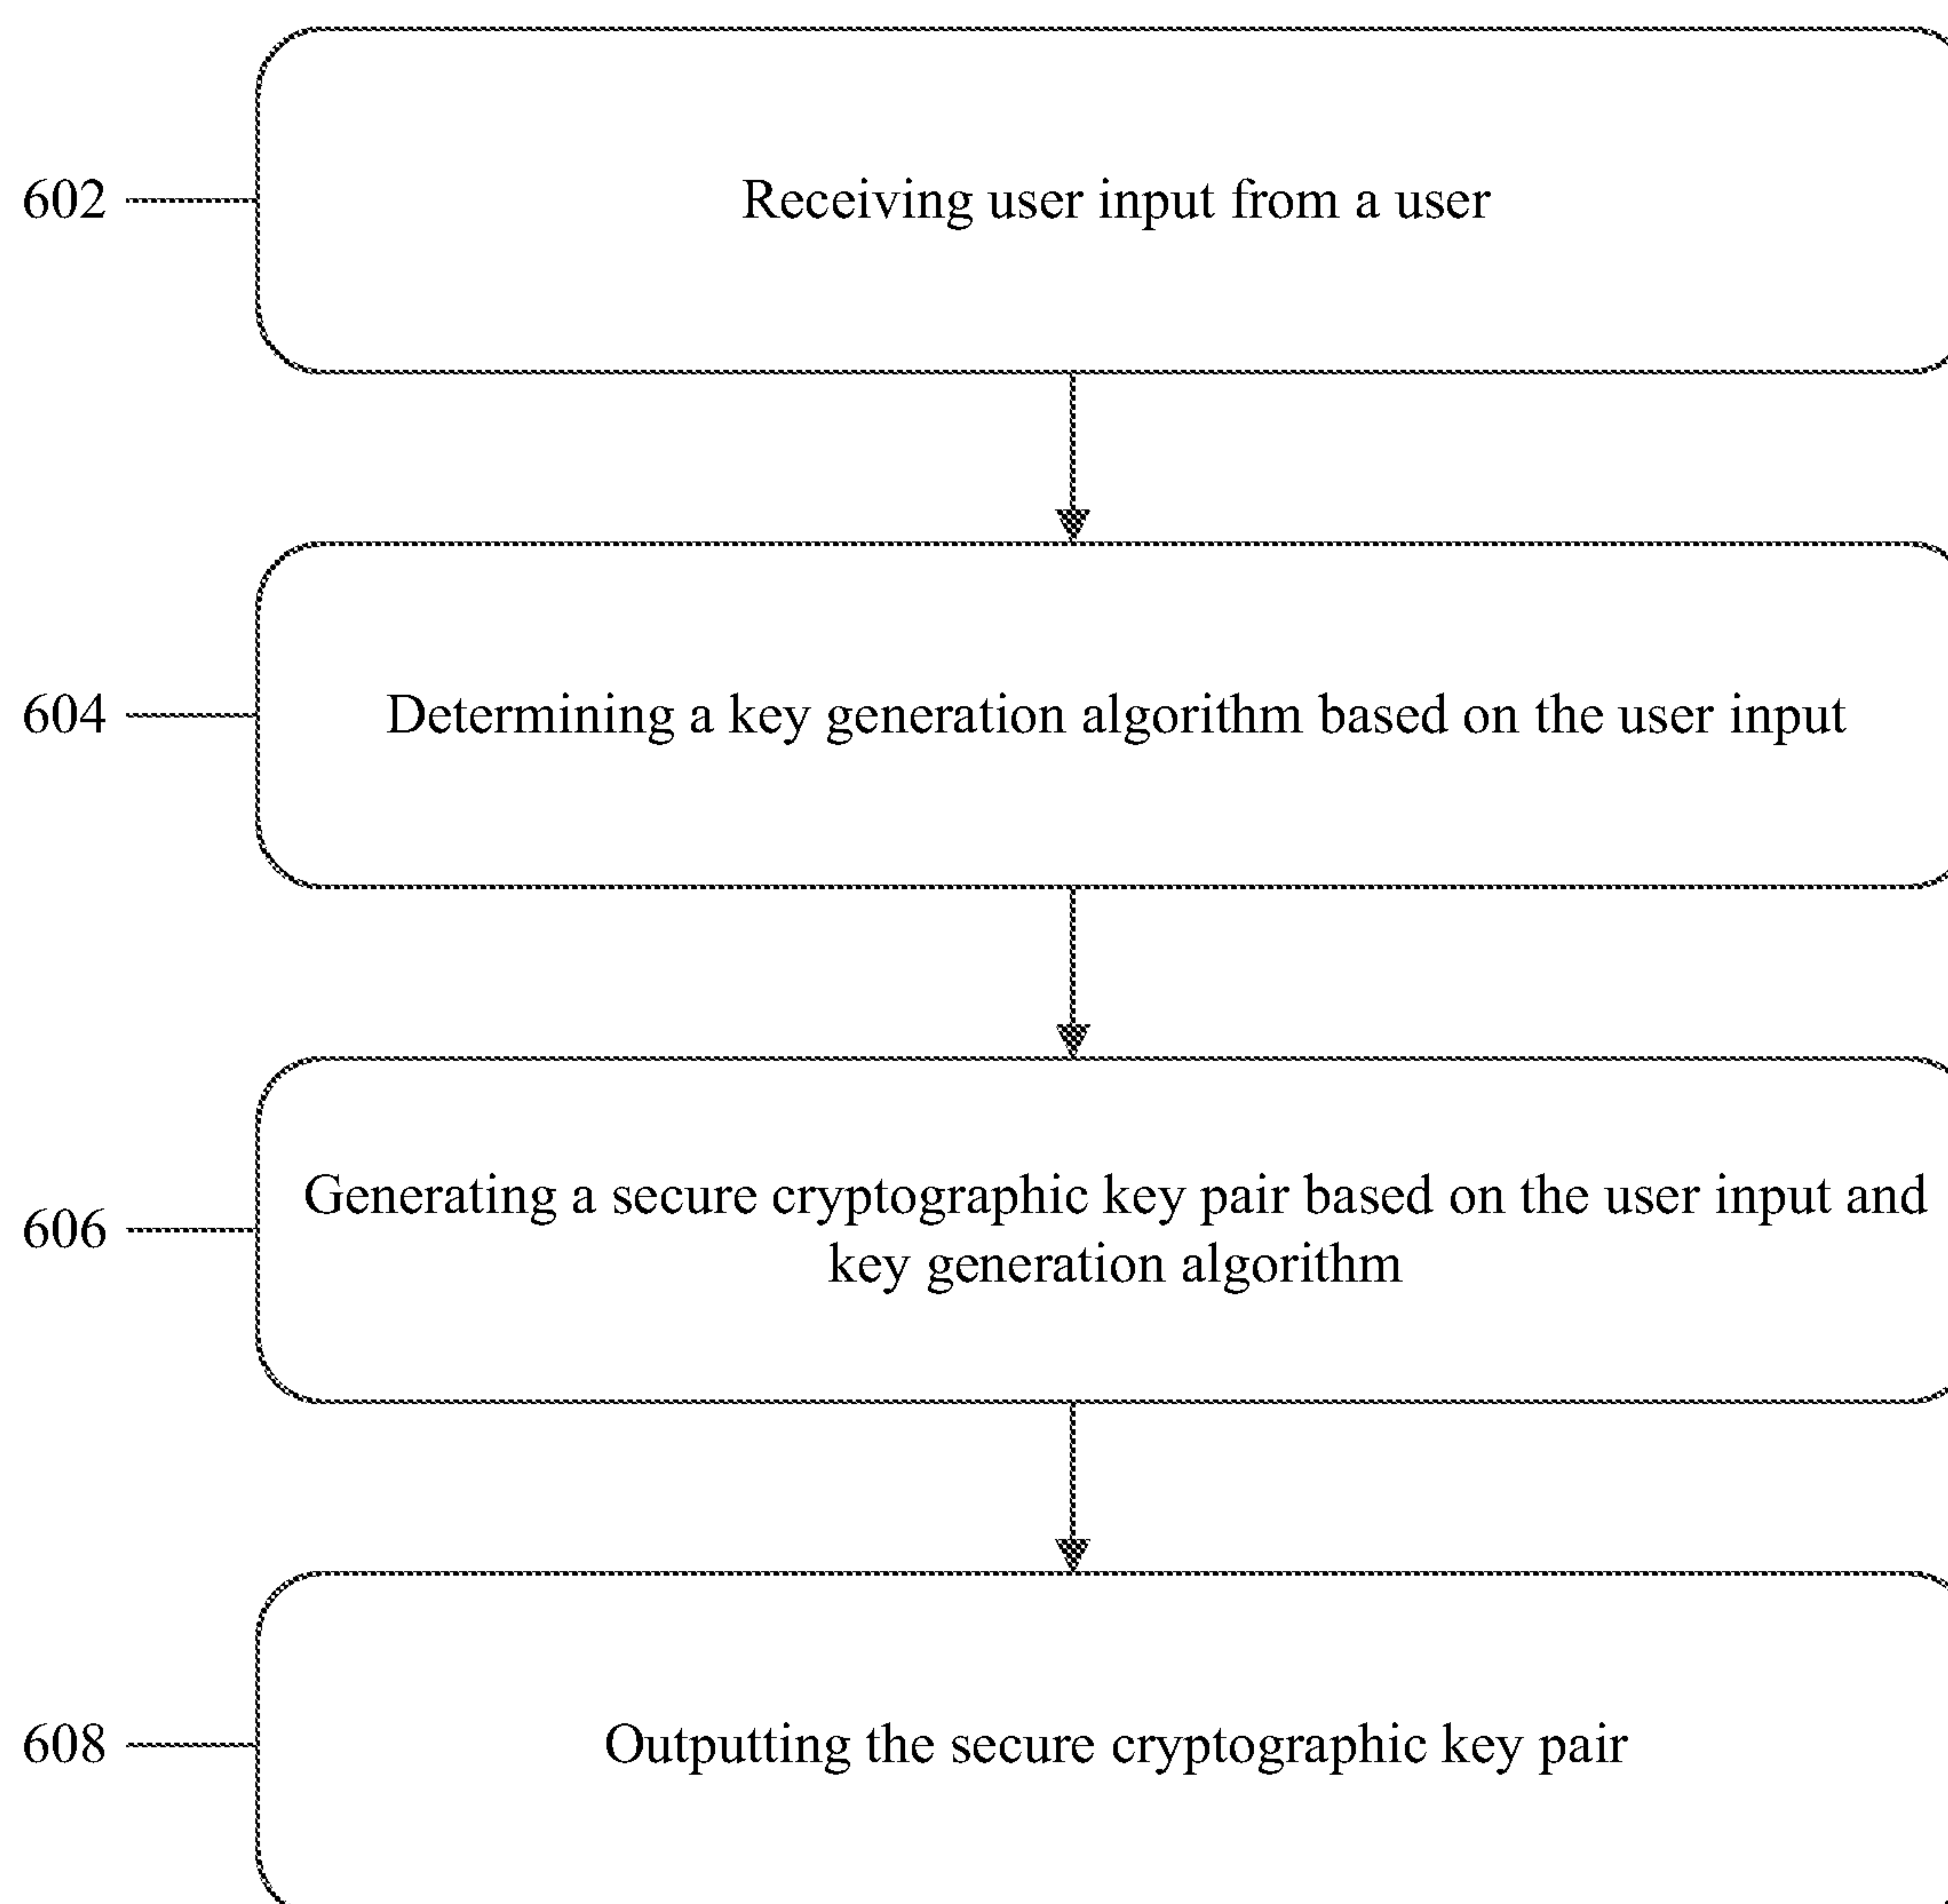 602
Receiving user input from a user
604
Determining a key generation algorithm based on the user input
606
Generating a secure cryptographic key pair based on the user input and
key generation algorithm
608
Outputting the secure cryptographic key pair